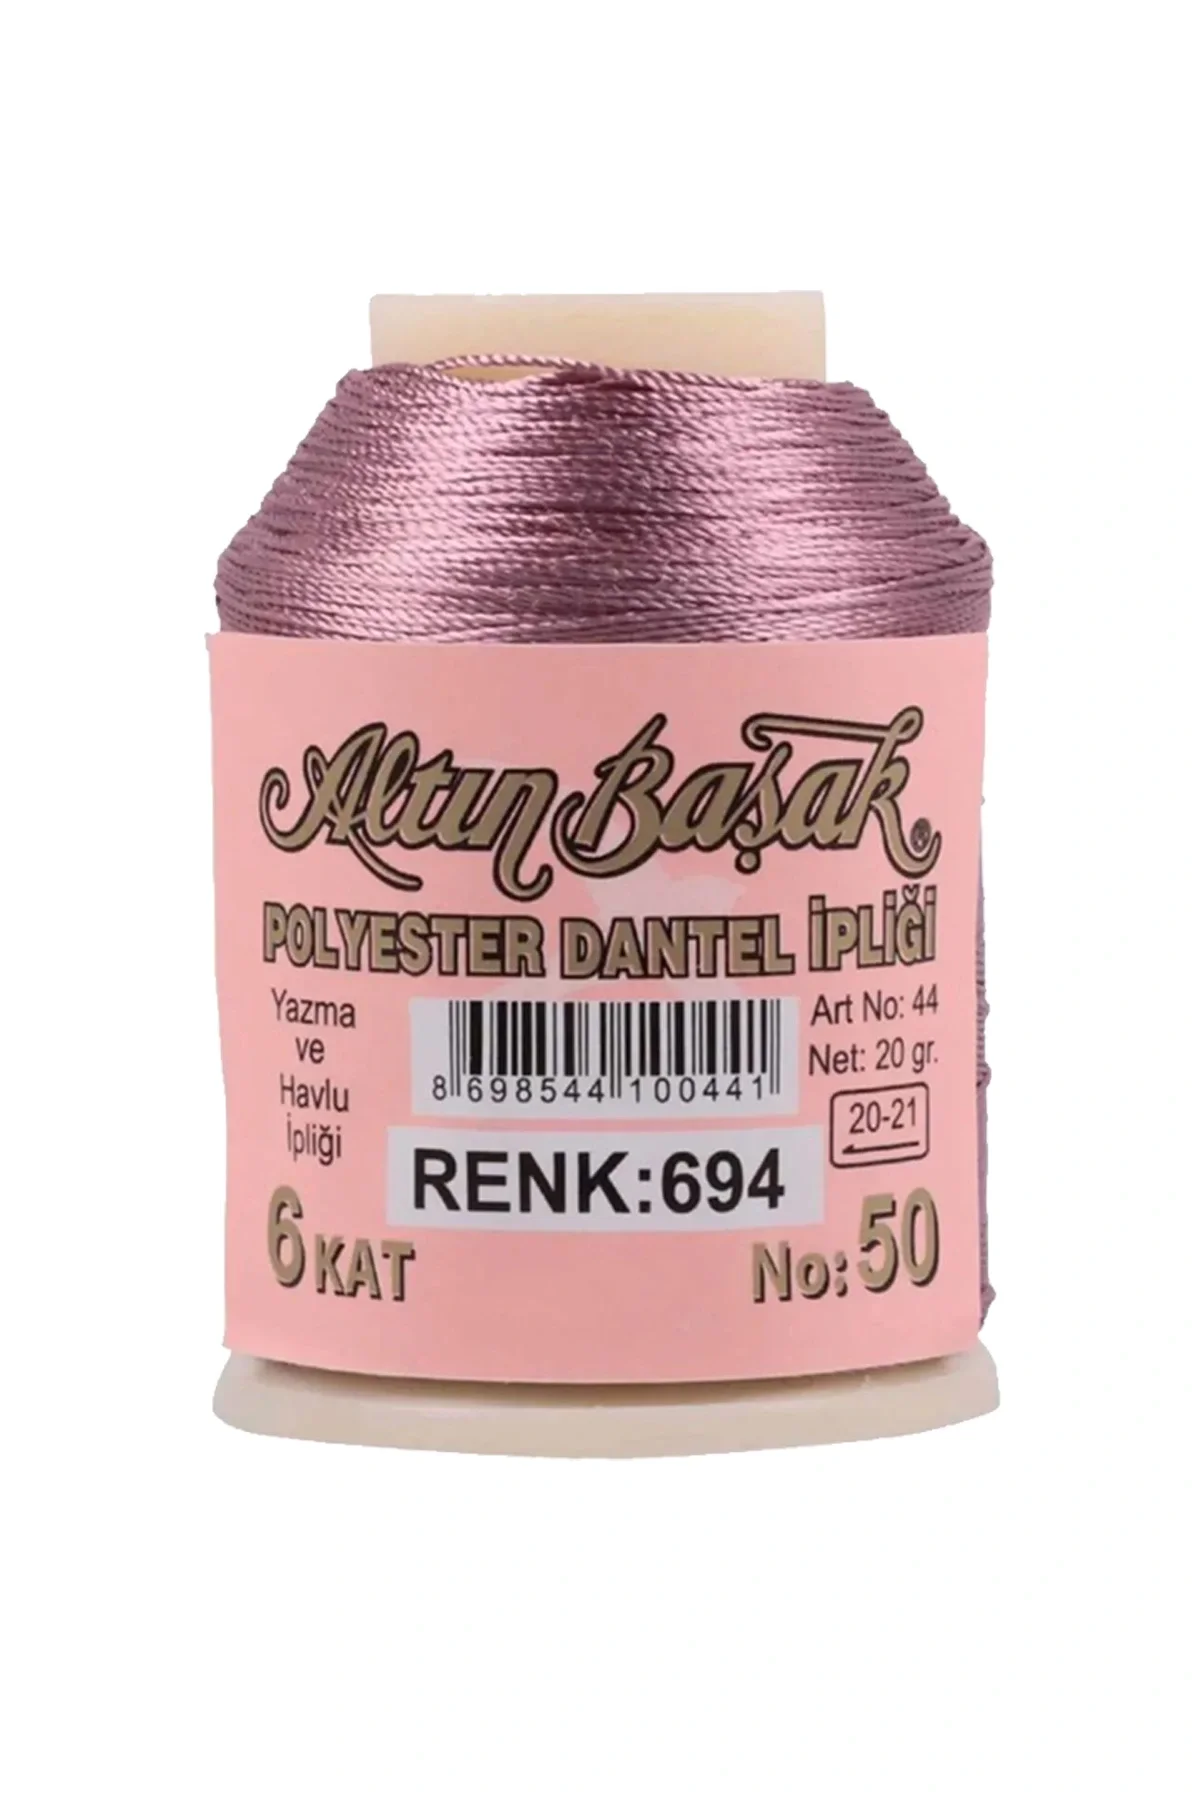 Altın Başak®
POLYESTER DANTEL İPLİĞİ
Yazma
ve
Havlu
İpliği
8 698544 100441
Art No: 44
Net: 20 gr.
20-21
RENK:694
6 KAT
No: 50